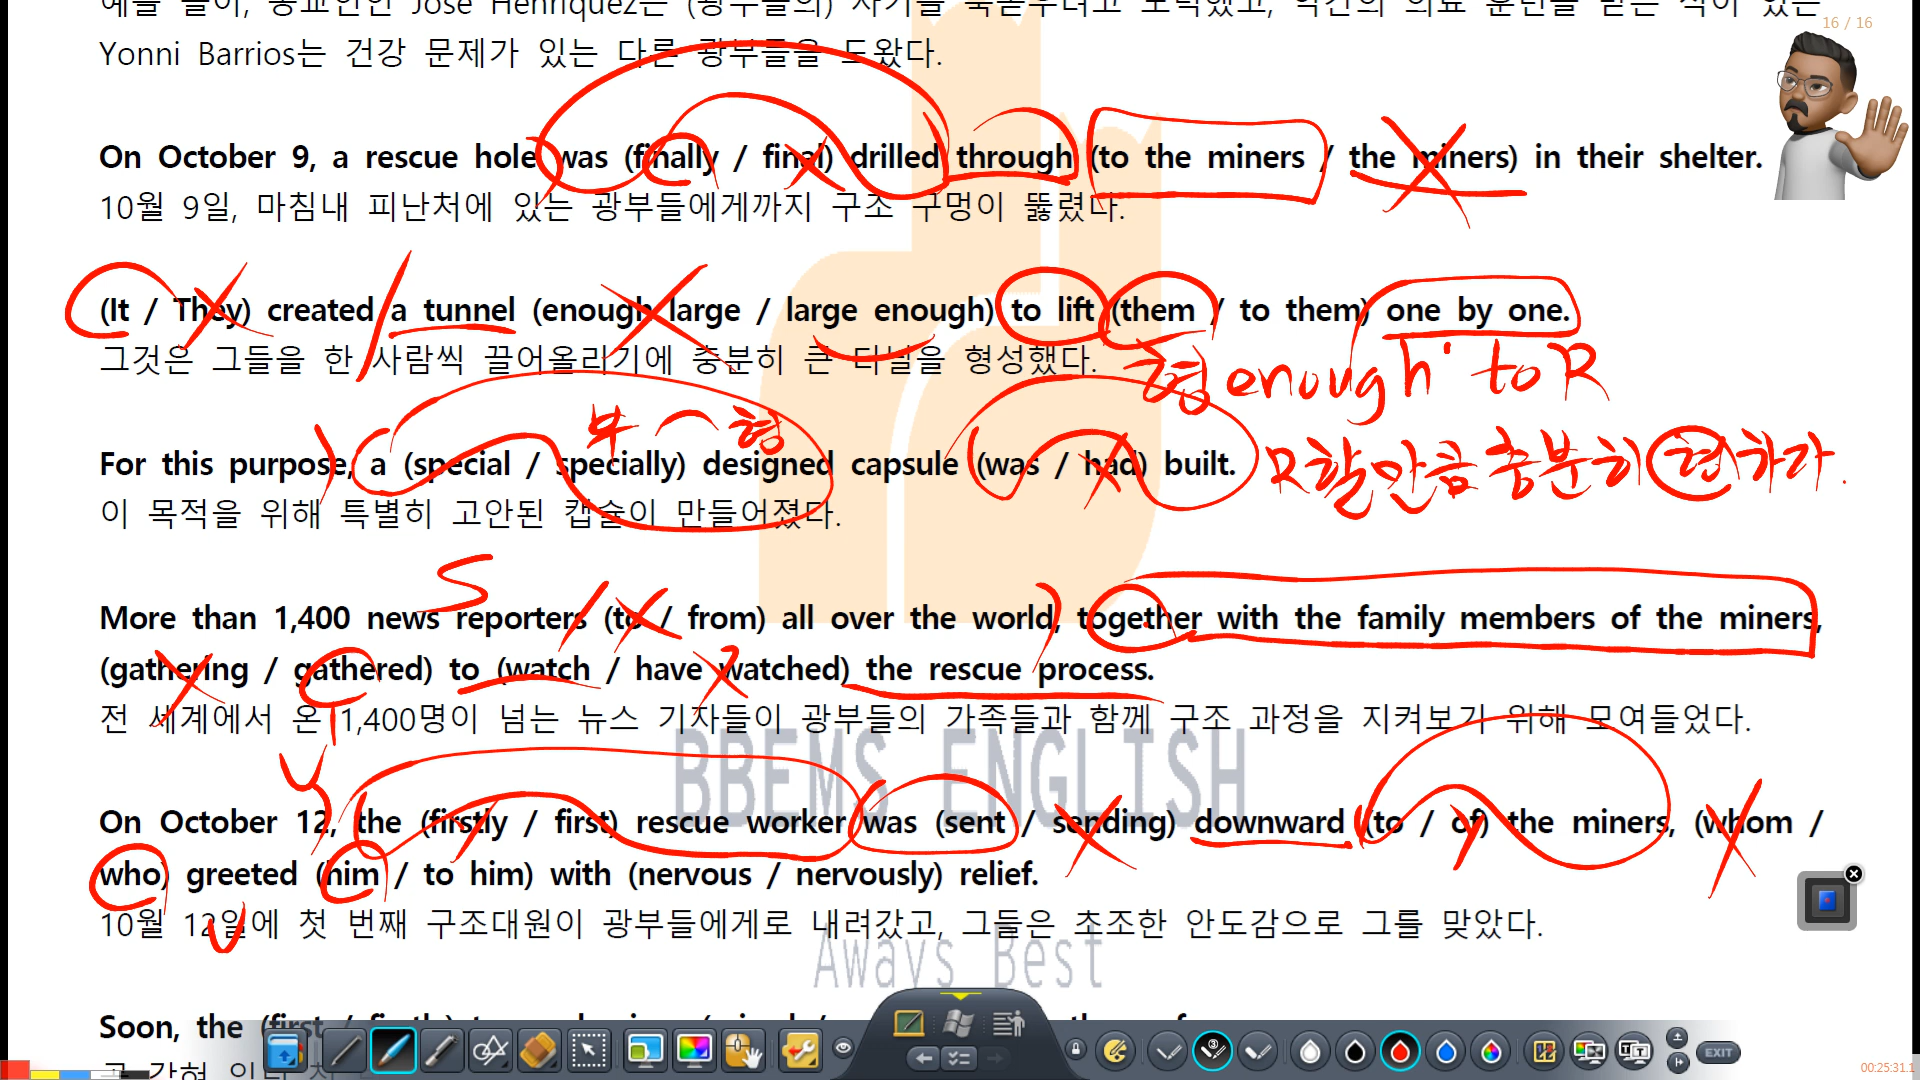 16 / 16
Yonni Barrios는 건강 문제가 있는 다른 광부들을 도왔다.
On October 9, a rescue hole was (finally / final) drilled through (to the miners / the miners) in their shelter.
10월 9일, 마침내 피난처에 있는 광부들에게까지 구조 구멍이 뚫렸다.
(It / They) created a tunnel (enough large / large enough) to lift (them / to them) one by one.
그것은 그들을 한 사람씩 끌어올리기에 충분히 큰 터널을 형성했다.
형 enough to R
부 형
For this purpose, a (special / specially) designed capsule (was / had) built.
R할만큼 충분히 형하다.
이 목적을 위해 특별히 고안된 캡슐이 만들어졌다.
S
More than 1,400 news reporters (to / from) all over the world, together with the family members of the miners,
(gathering / gathered) to (watch / have watched) the rescue process.
전 세계에서 온 1,400명이 넘는 뉴스 기자들이 광부들의 가족들과 함께 구조 과정을 지켜보기 위해 모여들었다.
BBEMS ENGLISH
On October 12, the (firstly / first) rescue worker was (sent / sending) downward (to / of) the miners, (whom /
who) greeted (him / to him) with (nervous / nervously) relief.
10월 12일에 첫 번째 구조대원이 광부들에게로 내려갔고, 그들은 초조한 안도감으로 그를 맞았다.
V
Aways Best
Soon, the
EXIT
00:25:31.1